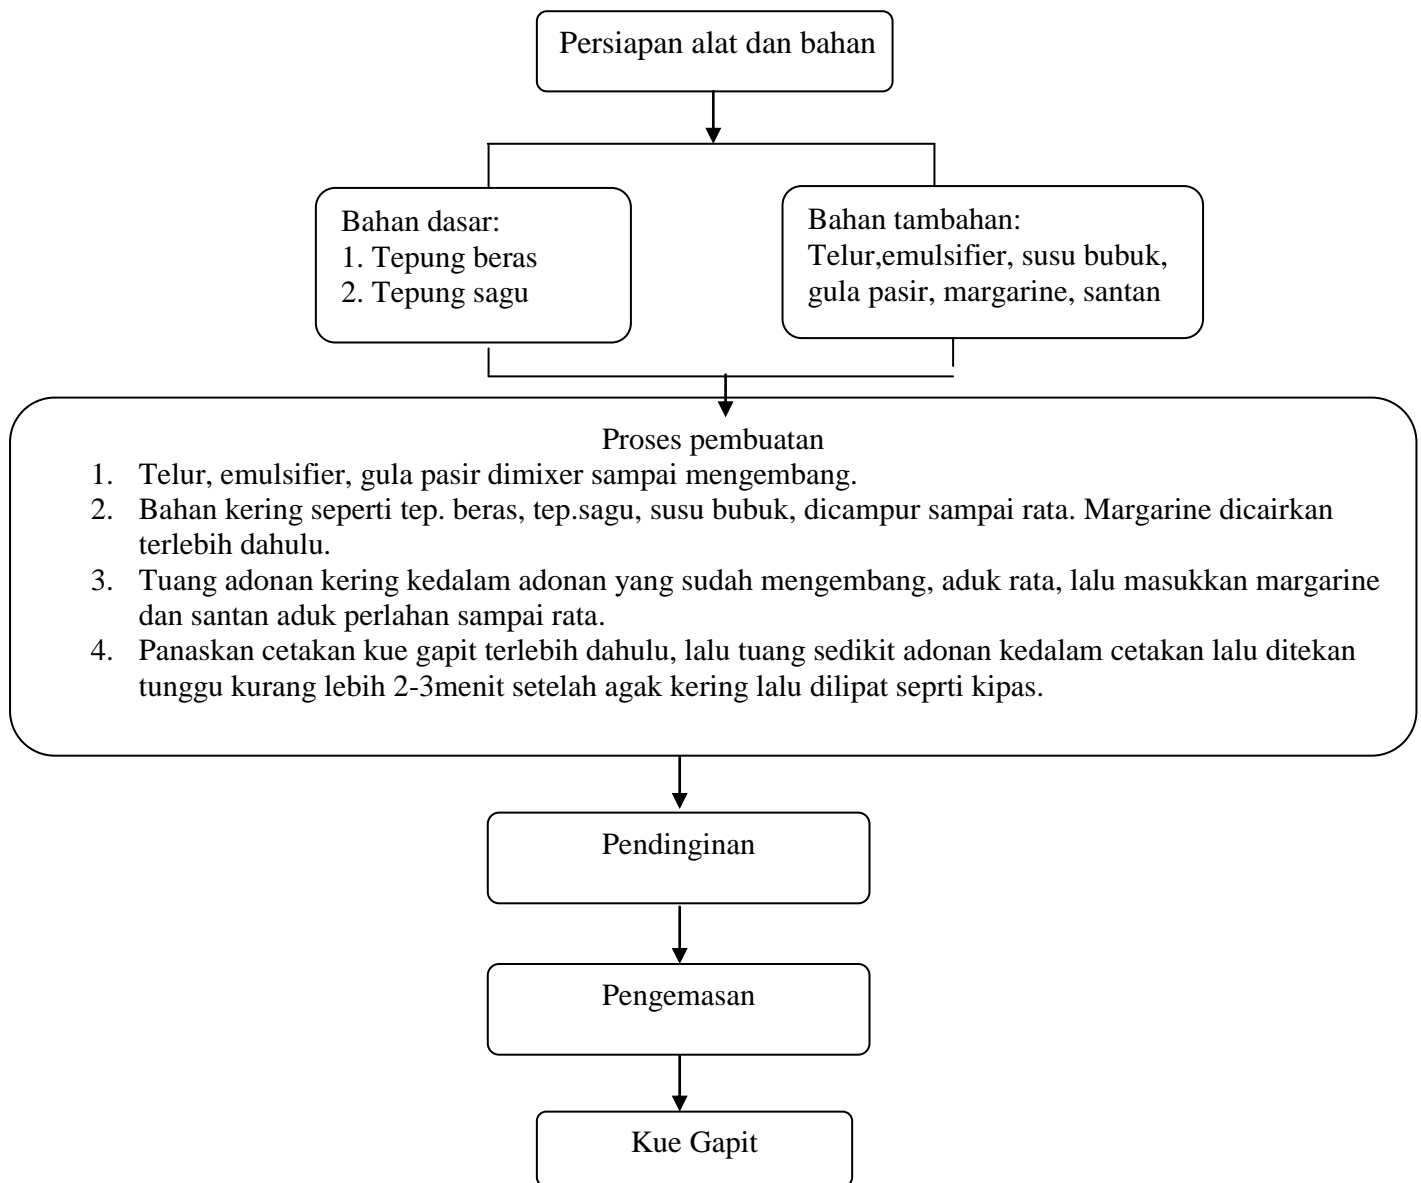 Persiapan alat dan bahan
Bahan dasar:
1. Tepung beras
2. Tepung sagu
Bahan tambahan:
Telur,emulsifier, susu bubuk,
gula pasir, margarine, santan
Proses pembuatan
1. Telur, emulsifier, gula pasir dimixer sampai mengembang.
2. Bahan kering seperti tep. beras, tep.sagu, susu bubuk, dicampur sampai rata. Margarine dicairkan
terlebih dahulu.
3. Tuang adonan kering kedalam adonan yang sudah mengembang, aduk rata, lalu masukkan margarine
dan santan aduk perlahan sampai rata.
4. Panaskan cetakan kue gapit terlebih dahulu, lalu tuang sedikit adonan kedalam cetakan lalu ditekan
tunggu kurang lebih 2-3menit setelah agak kering lalu dilipat seprti kipas.
Pendinginan
Pengemasan
Kue Gapit